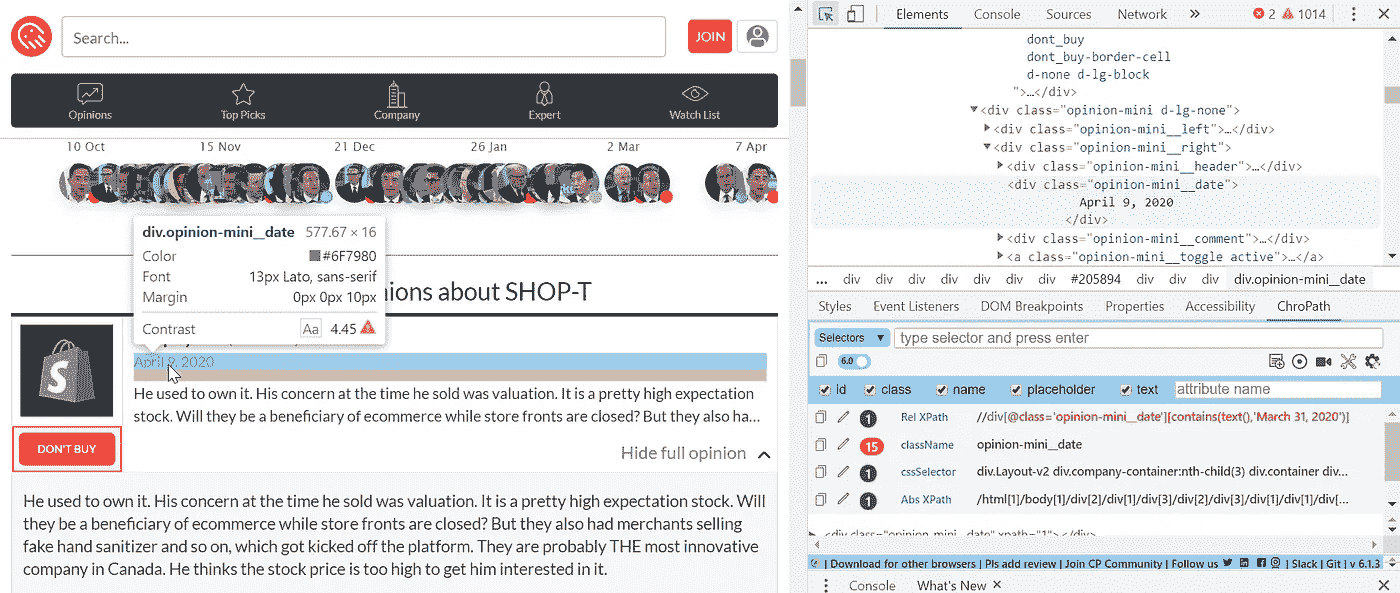 Search...
JOIN
Opinions
Top Picks
Company
Expert
Watch List
10 Oct
15 Nov
21 Dec
26 Jan
2 Mar
7 Apr
div.opinion-mini__date 577.67 × 16
Color #6F7980
Font 13px Lato, sans-serif
Margin 0px 0px 10px
Contrast Aa 4.45
ions about SHOP-T
April 9, 2020
He used to own it. His concern at the time he sold was valuation. It is a pretty high expectation
stock. Will they be a beneficiary of ecommerce while store fronts are closed? But they also ha...
DON'T BUY
Hide full opinion
He used to own it. His concern at the time he sold was valuation. It is a pretty high expectation stock. Will
they be a beneficiary of ecommerce while store fronts are closed? But they also had merchants selling
fake hand sanitizer and so on, which got kicked off the platform. They are probably THE most innovative
company in Canada. He thinks the stock price is too high to get him interested in it.
Elements Console Sources Network » 2 1014
dont_buy
dont_buy-border-cell
d-none d-lg-block
">…</div>
<div class="opinion-mini d-lg-none">
<div class="opinion-mini__left">…</div>
<div class="opinion-mini__right">
<div class="opinion-mini__header">…</div>
<div class="opinion-mini__date">
April 9, 2020
</div>
<div class="opinion-mini__comment">…</div>
<a class="opinion-mini__toggle active">…</a>
... div div div div div div #205894 div div div div.opinion-mini__date
Styles Event Listeners DOM Breakpoints Properties Accessibility ChroPath
Selectors ▼ type selector and press enter
6.0
id class name placeholder text attribute name
1 Rel XPath //div[@class='opinion-mini__date'][contains(text(),'March 31, 2020')]
15 className opinion-mini__date
1 cssSelector div.Layout-v2 div.company-container:nth-child(3) div.container div...
1 Abs XPath /html[1]/body[1]/div[2]/div[1]/div[3]/div[2]/div[3]/div[1]/div[1]/div[...
<div class="opinion-mini__date" xpath="1"></div>
| Download for other browsers | Pls add review | Join CP Community | Follow us | Slack | Git | v 6.1.3
Console What's New ×